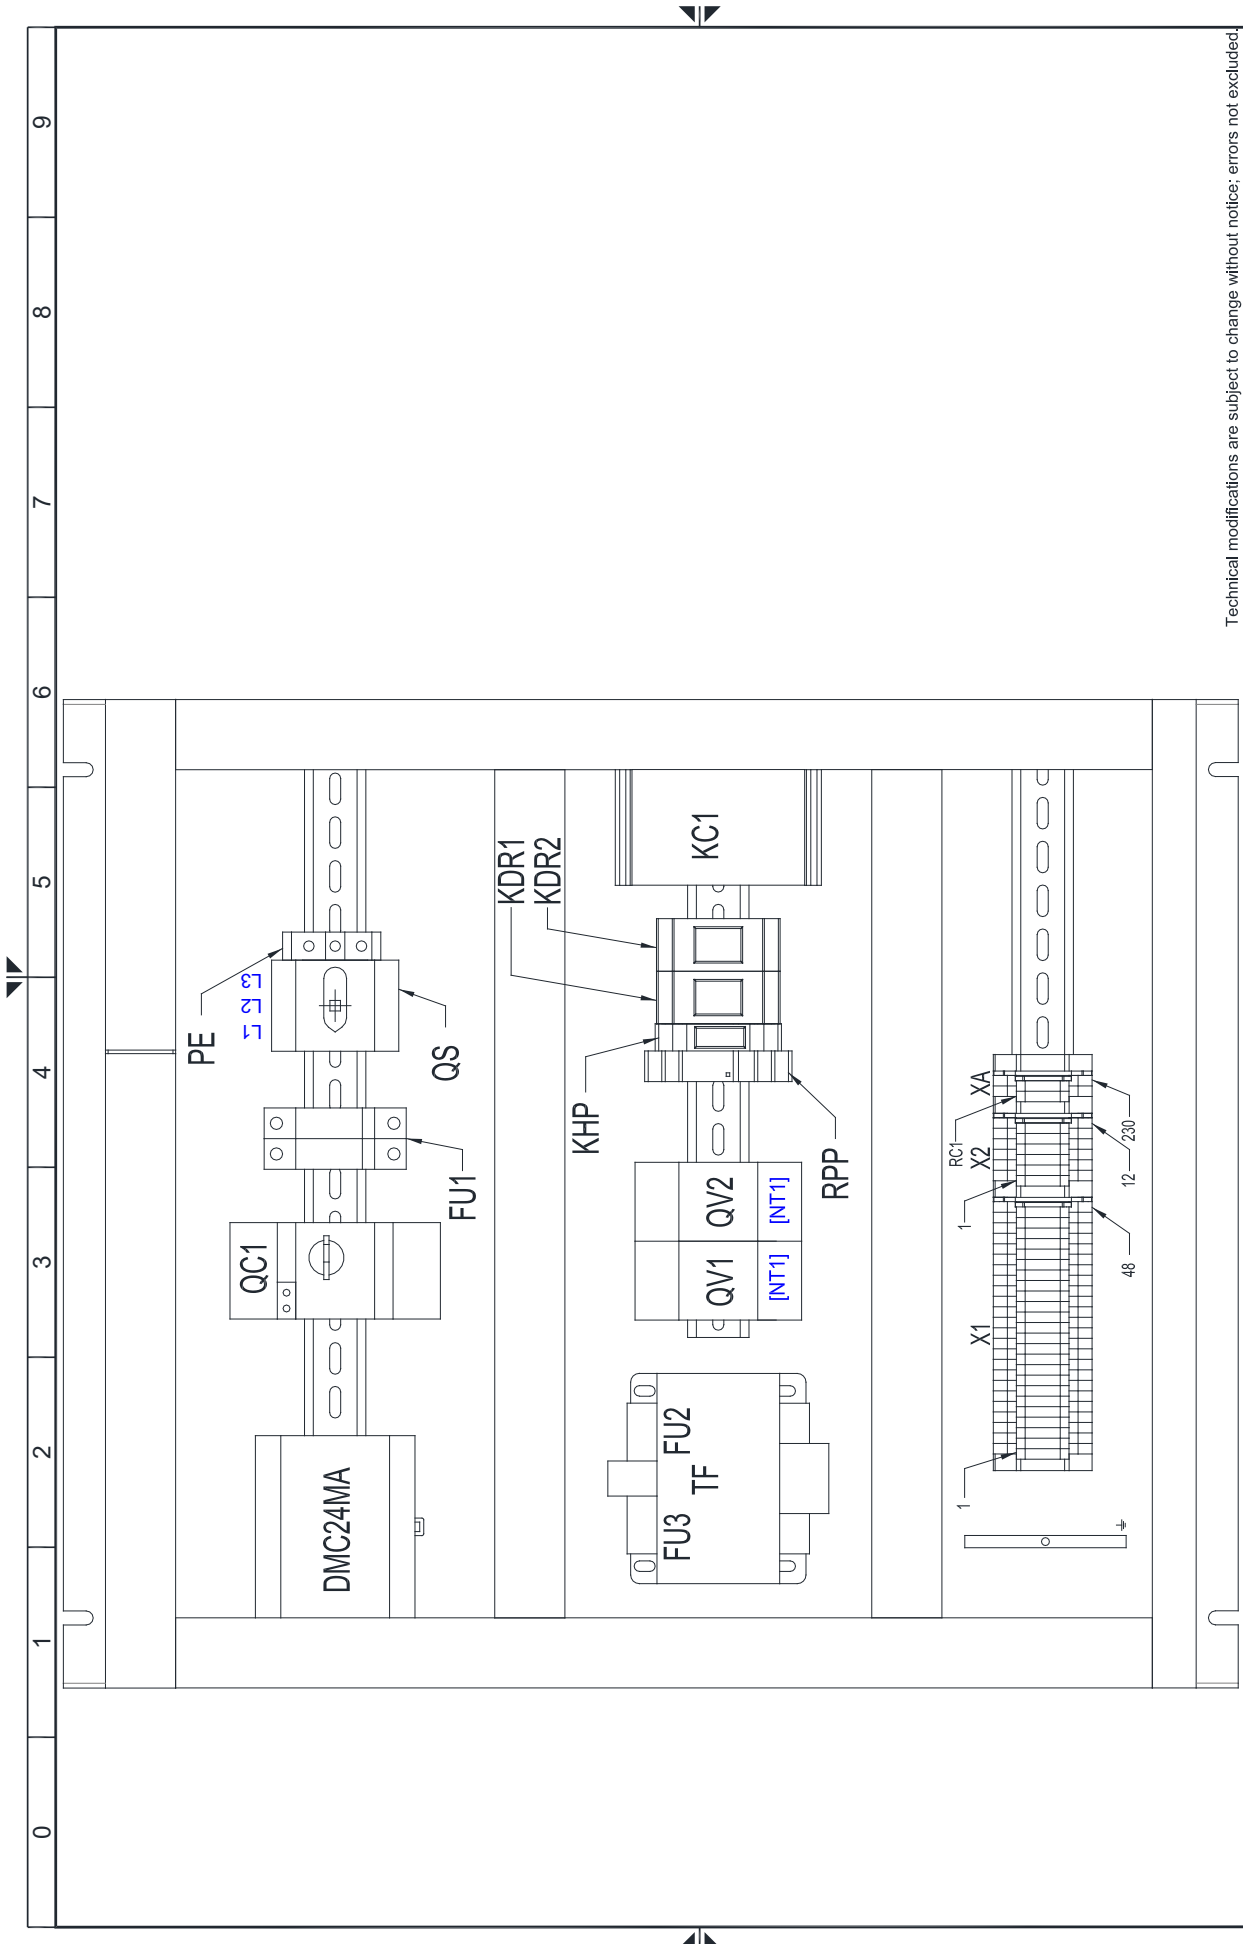 0 1 2 3 4 5 6 7 8 9
PE
L1 L2 L3
DMC24MA
QC1
FU1
QS
KDR1
KDR2
KHP
FU3 FU2
TF
QV1 QV2
KC1
[NT1] [NT1]
RPP
RC1
1 1
X1 X2 XA
48 12 230
Technical modifications are subject to change without notice; errors not excluded.